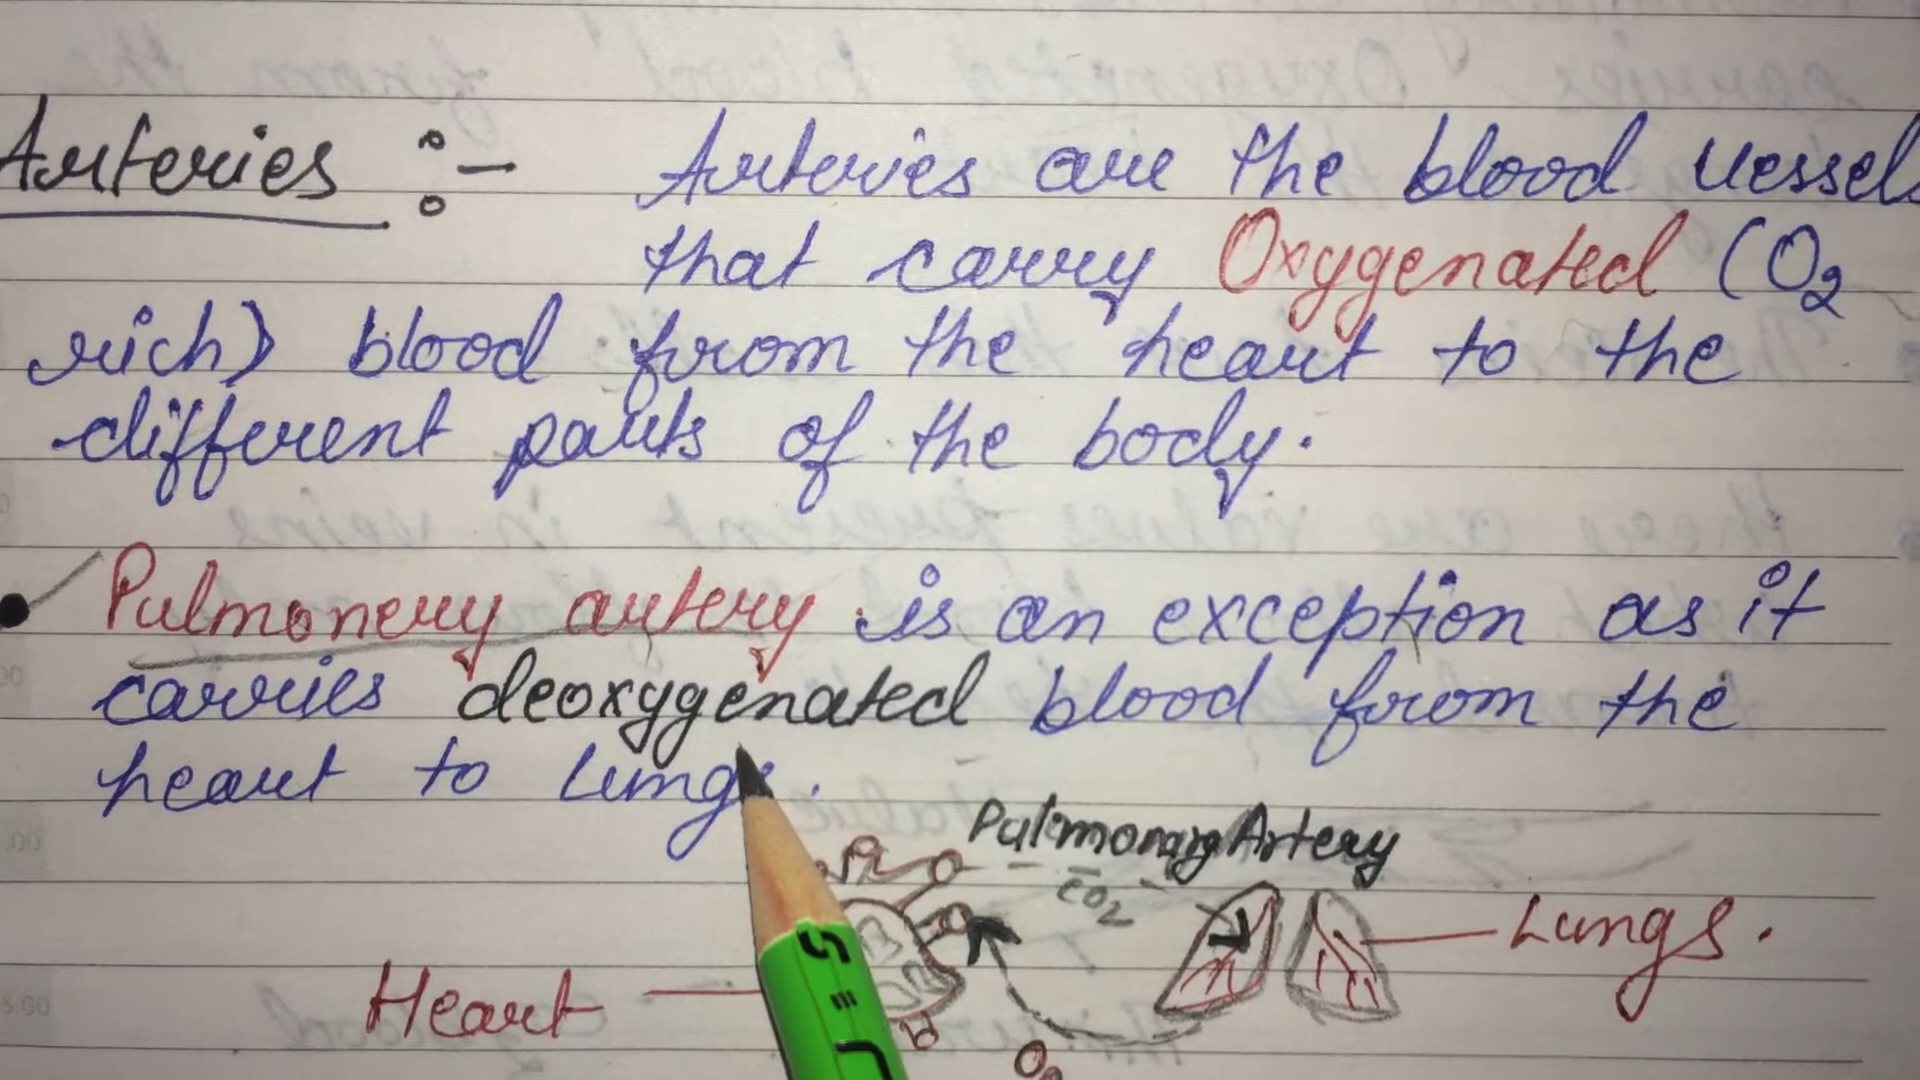 Arteries :- Arteries are the blood vessels
that carry Oxygenated (O2
rich) blood from the heart to the
different parts of the body.
Pulmonery artery is an exception as it
carries deoxygenated blood from the
heart to Lungs.
Pulmonary Artery
CO2
Lungs.
Heart